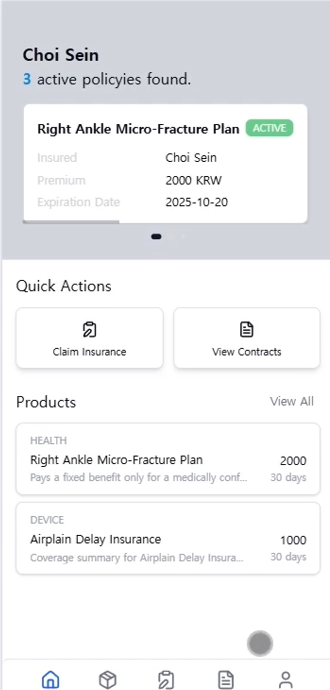 Choi Sein
3 active policyies found.
Right Ankle Micro-Fracture Plan ACTIVE
Insured Choi Sein
Premium 2000 KRW
Expiration Date 2025-10-20
Quick Actions
Claim Insurance View Contracts
Products View All
HEALTH
Right Ankle Micro-Fracture Plan 2000
Pays a fixed benefit only for a medically conf... 30 days
DEVICE
Airplain Delay Insurance 1000
Coverage summary for Airplain Delay Insura... 30 days